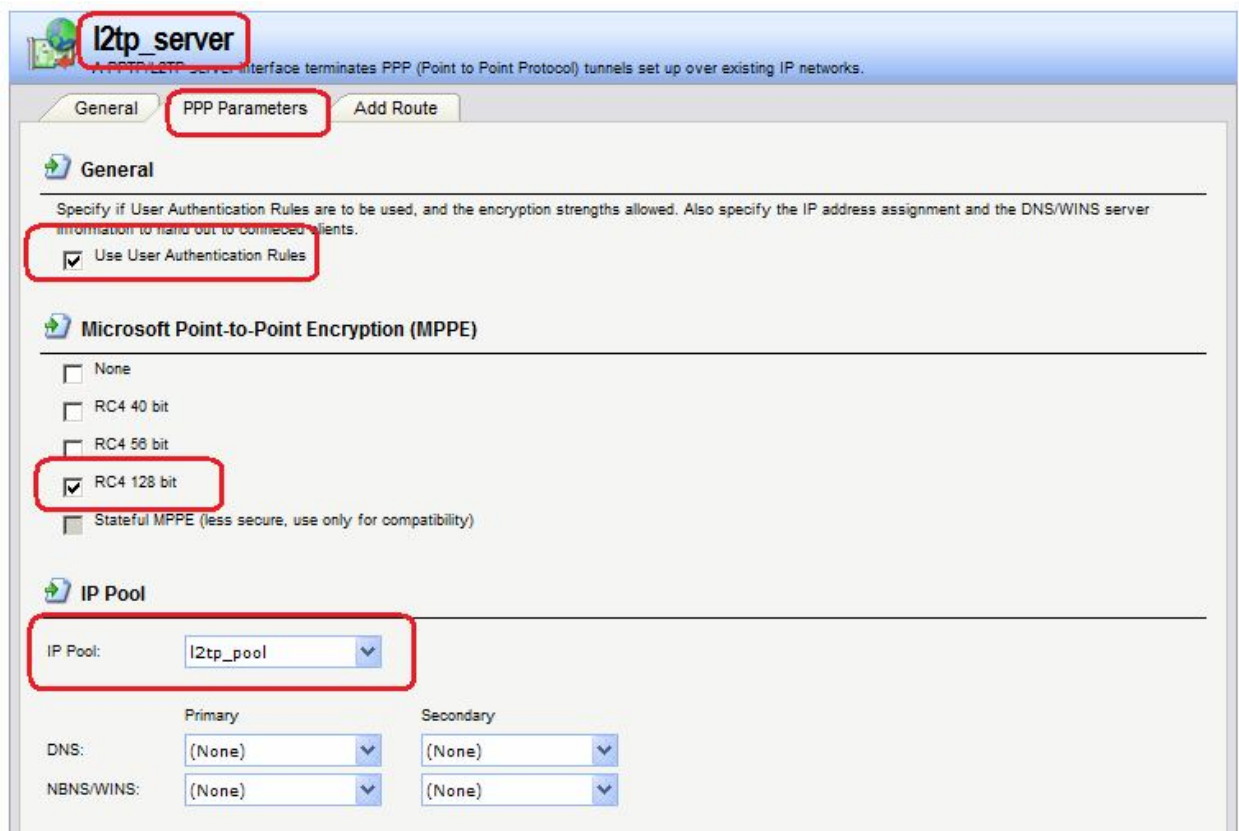 l2tp_server
A PPTP/L2TP server interface terminates PPP (Point to Point Protocol) tunnels set up over existing IP networks.
General PPP Parameters Add Route
General
Specify if User Authentication Rules are to be used, and the encryption strengths allowed. Also specify the IP address assignment and the DNS/WINS server
information to hand out to conneced clients.
Use User Authentication Rules
Microsoft Point-to-Point Encryption (MPPE)
None
RC4 40 bit
RC4 56 bit
RC4 128 bit
Stateful MPPE (less secure, use only for compatibility)
IP Pool
IP Pool: l2tp_pool
Primary Secondary
DNS: (None) (None)
NBNS/WINS: (None) (None)